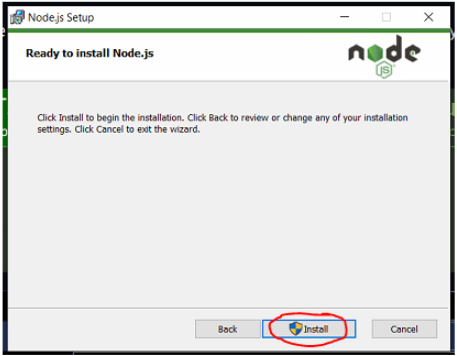 Node.js Setup
Ready to install Node.js
node
JS
Click Install to begin the installation. Click Back to review or change any of your installation
settings. Click Cancel to exit the wizard.
Back
Install
Cancel